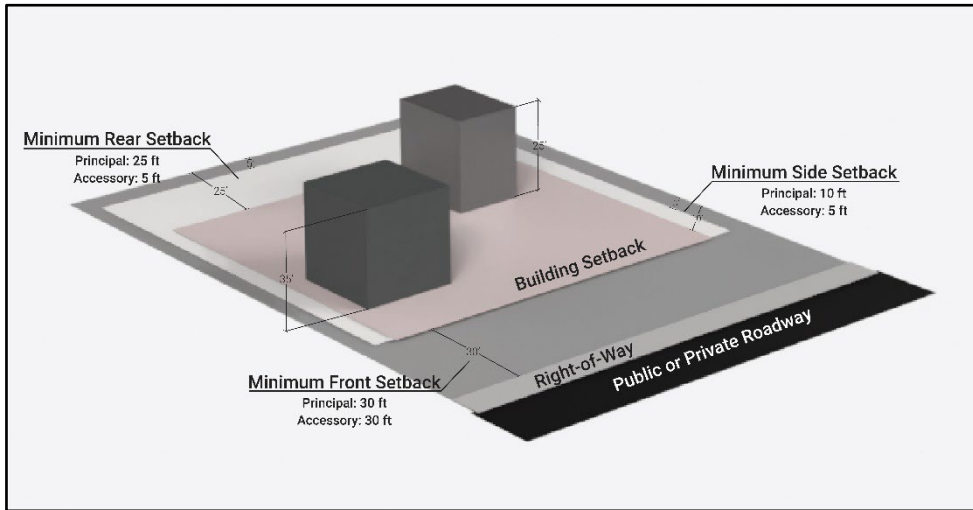 Minimum Rear Setback
Principal: 25 ft
Accessory: 5 ft
5'
25'
25'
Minimum Side Setback
Principal: 10 ft
Accessory: 5 ft
35'
Building Setback
30'
Minimum Front Setback
Principal: 30 ft
Accessory: 30 ft
Right-of-Way
Public or Private Roadway